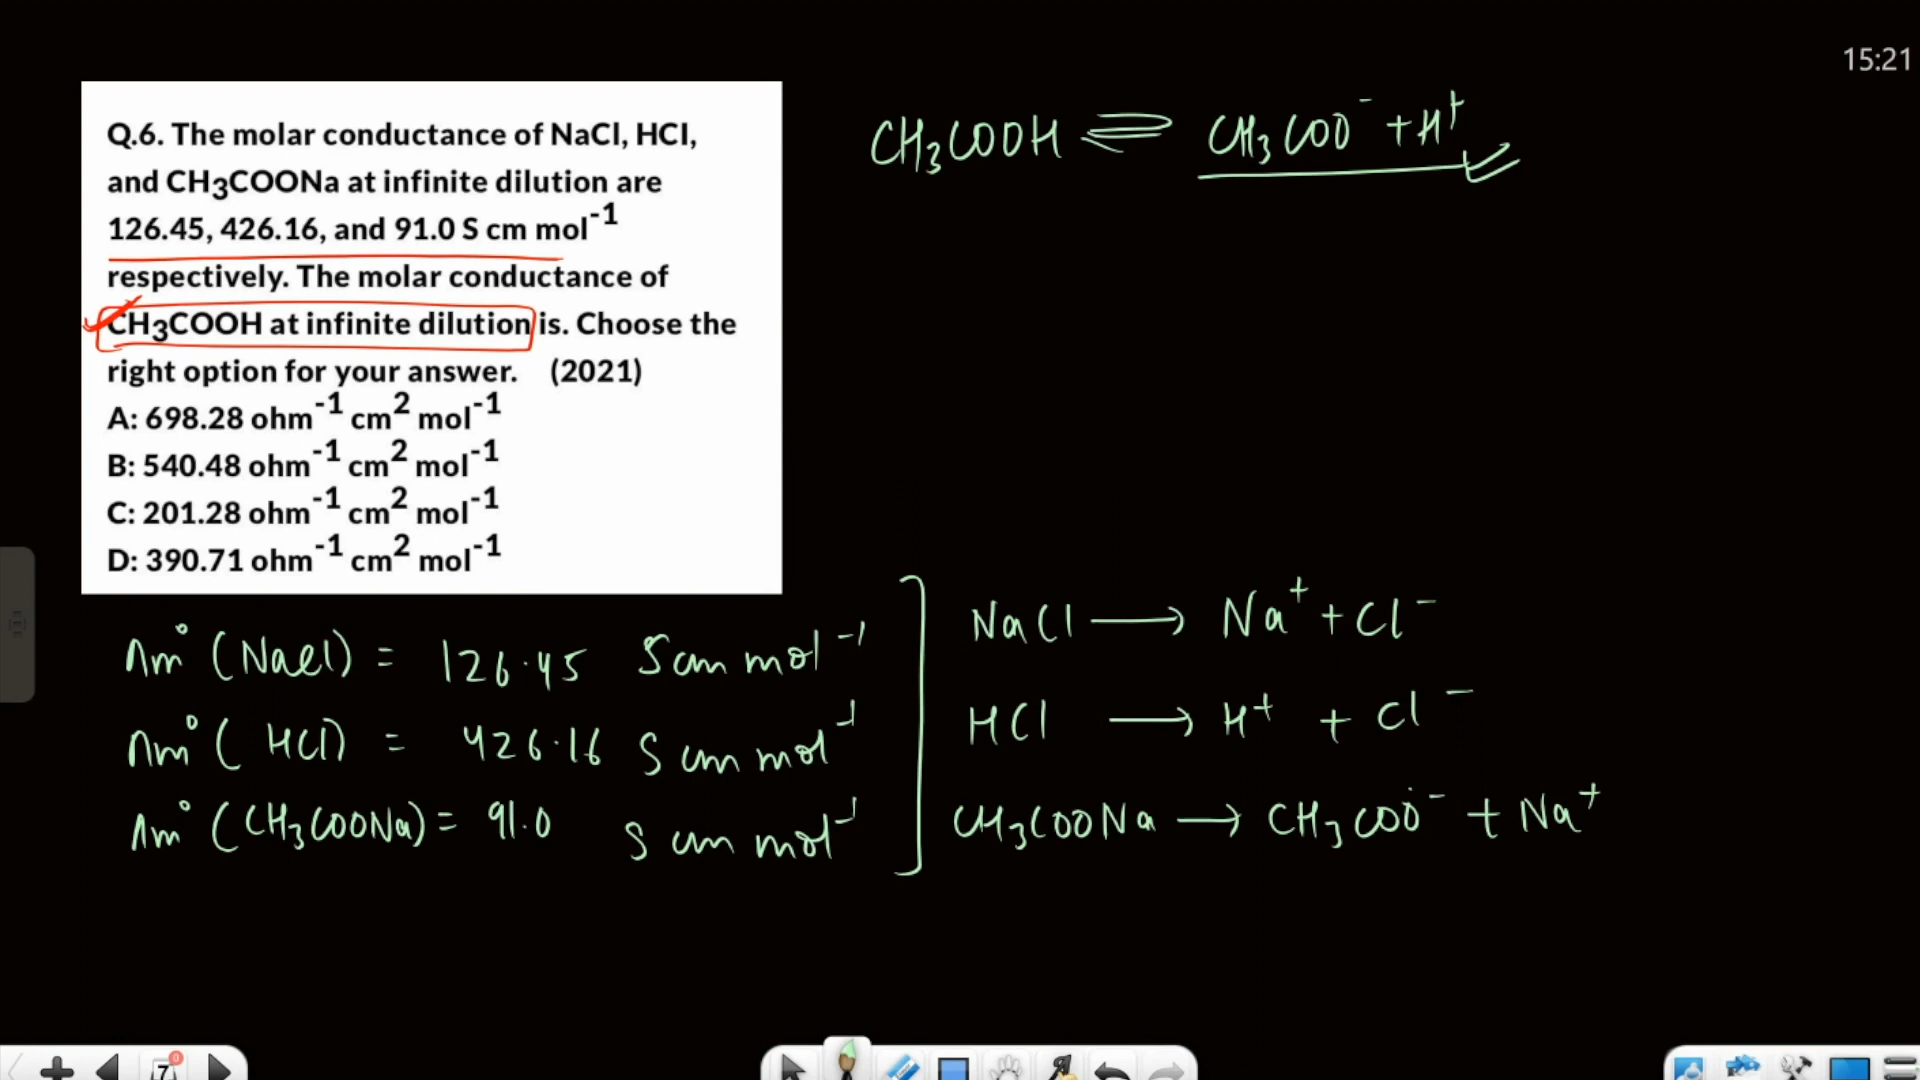 15:21
Q.6. The molar conductance of NaCl, HCl,
and CH3COONa at infinite dilution are
126.45, 426.16, and 91.0 S cm mol-1
respectively. The molar conductance of
CH3COOH at infinite dilution is. Choose the
right option for your answer. (2021)
A: 698.28 ohm-1 cm2 mol-1
B: 540.48 ohm-1 cm2 mol-1
C: 201.28 ohm-1 cm2 mol-1
D: 390.71 ohm-1 cm2 mol-1
CH3COOH ⇌ CH3COO- + H+
Λm° (NaCl) = 126.45 S cm mol-1
Λm° (HCl) = 426.16 S cm mol-1
Λm° (CH3COONa) = 91.0 S cm mol-1
NaCl → Na+ + Cl-
HCl → H+ + Cl-
CH3COONa → CH3COO- + Na+
7
0